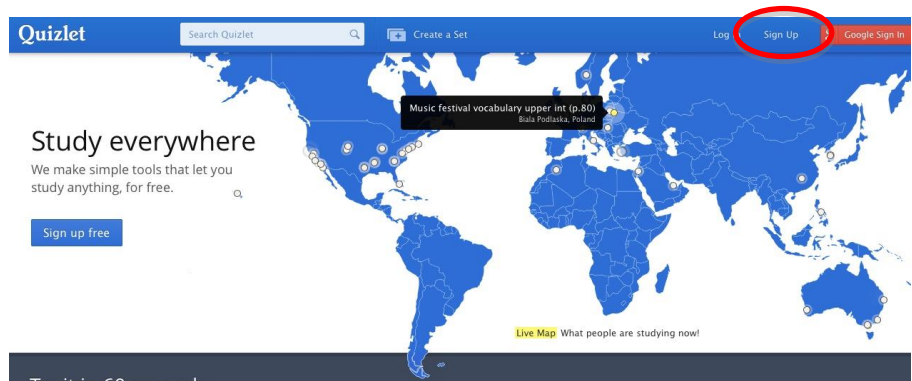 Quizlet
Search Quizlet
Create a Set
Log
Sign Up
Google Sign In
Music festival vocabulary upper int (p.80)
Biala Podlaska, Poland
Study everywhere
We make simple tools that let you
study anything, for free.
Sign up free
Live Map What people are studying now!